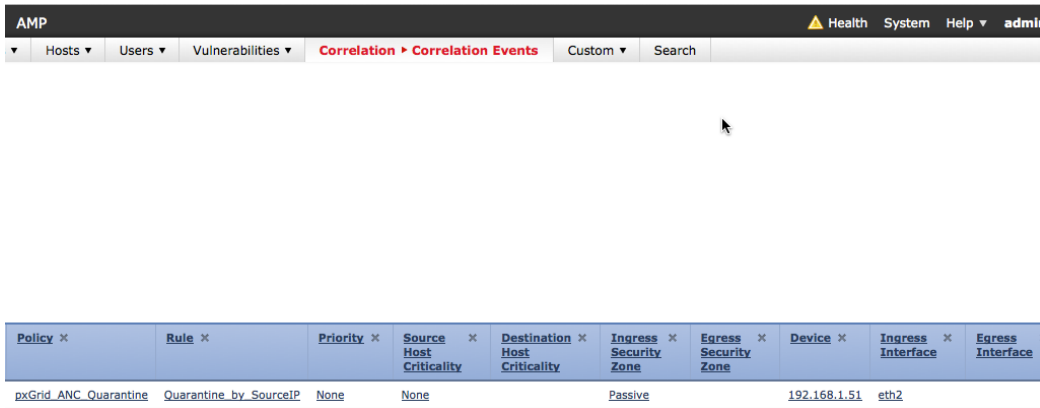 AMP Health System Help ▾ admin
▾ Hosts ▾ Users ▾ Vulnerabilities ▾ Correlation ▸ Correlation Events Custom ▾ Search
Policy × Rule × Priority × Source Host Criticality × Destination Host Criticality × Ingress Security Zone × Egress Security Zone × Device × Ingress Interface × Egress Interface
pxGrid_ANC_Quarantine Quarantine_by_SourceIP None None Passive 192.168.1.51 eth2